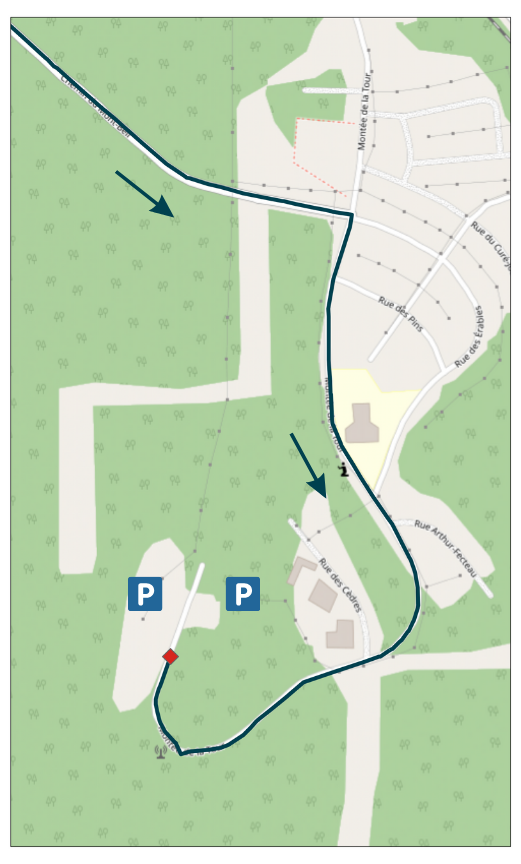 Montée de la Tour
Rue du Curé
Rue des Pins
Rue des Érables
Rue Arthur-Fecteau
Rue des Cèdres
P
P